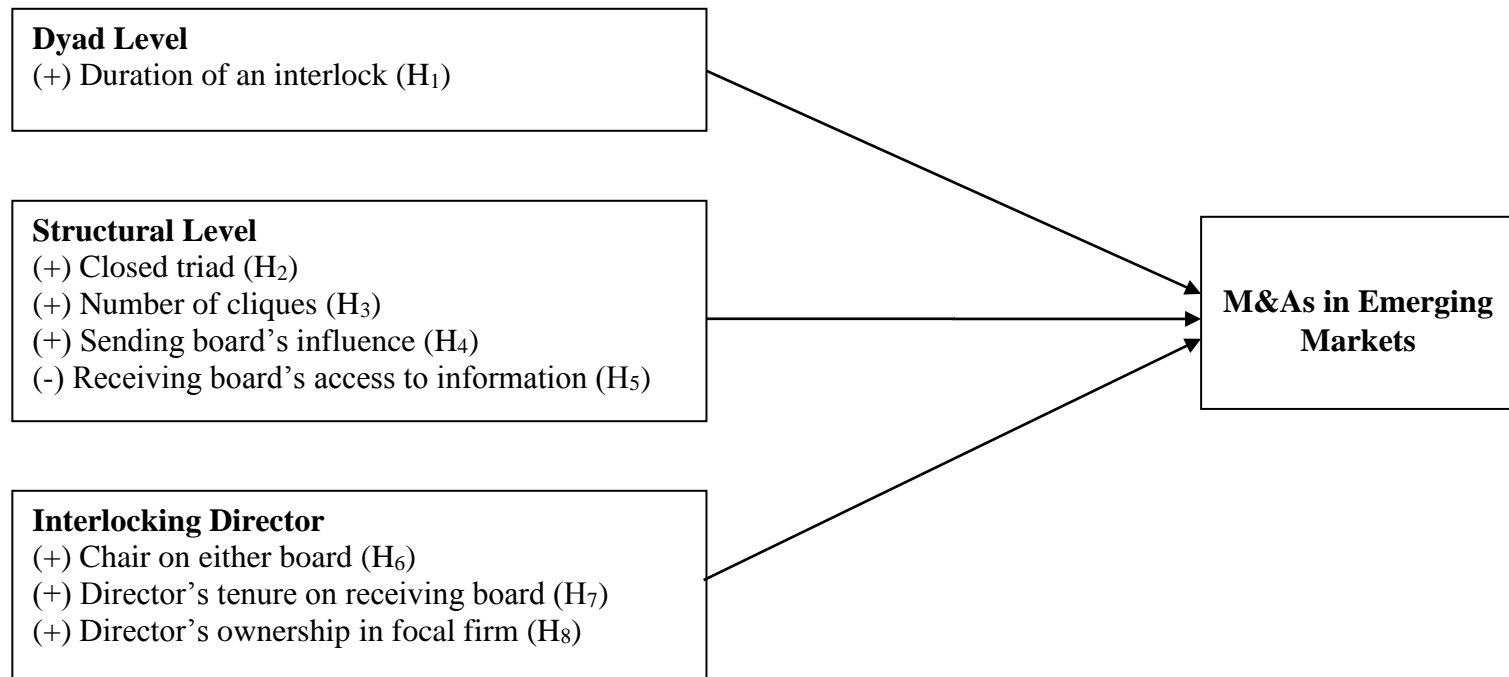 Dyad Level
(+) Duration of an interlock (H₁)
Structural Level
(+) Closed triad (H₂)
(+) Number of cliques (H₃)
(+) Sending board’s influence (H₄)
(-) Receiving board’s access to information (H₅)
Interlocking Director
(+) Chair on either board (H₆)
(+) Director’s tenure on receiving board (H₇)
(+) Director’s ownership in focal firm (H₈)
M&As in Emerging
Markets